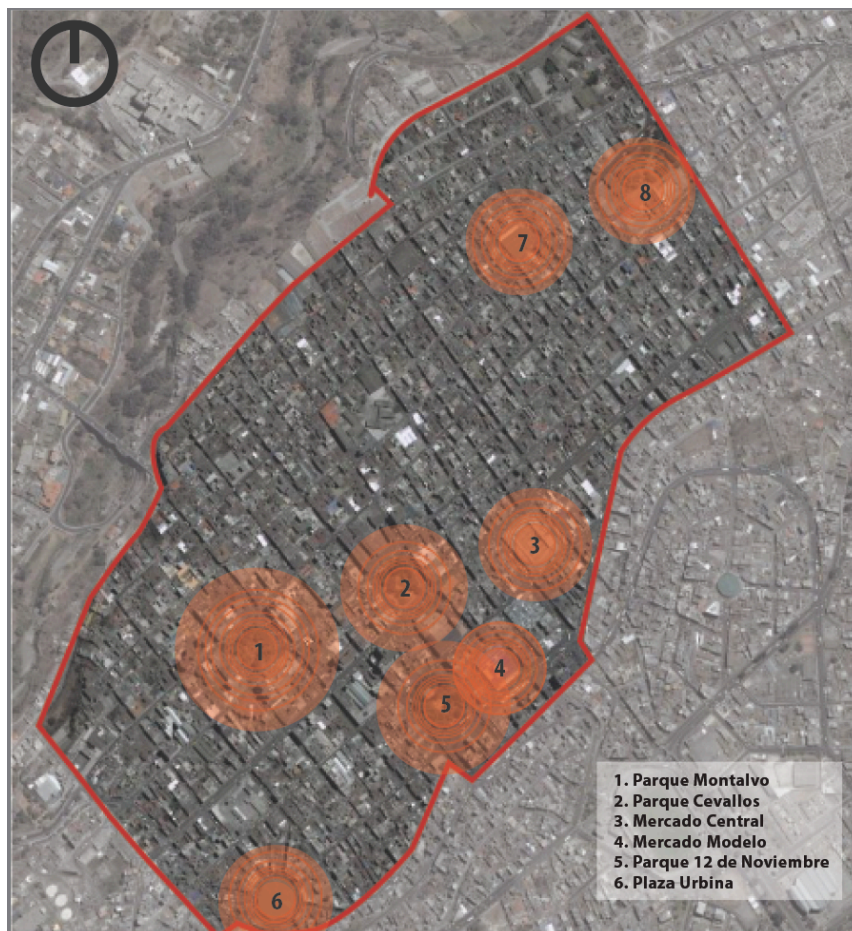 8
7
3
2
1
4
5
6
1. Parque Montalvo
2. Parque Cevallos
3. Mercado Central
4. Mercado Modelo
5. Parque 12 de Noviembre
6. Plaza Urbina